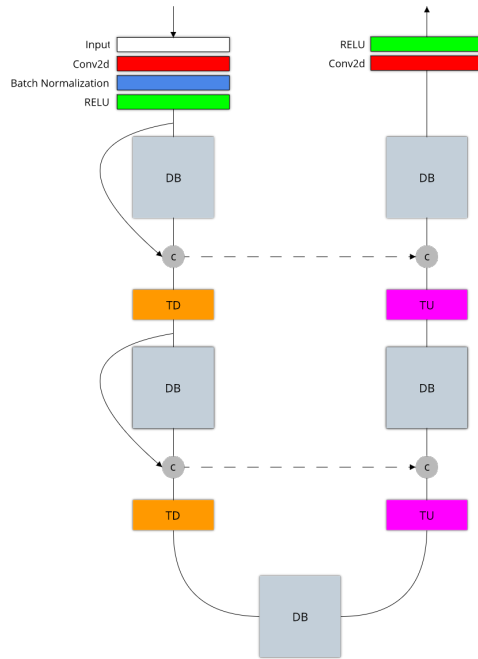 Input
Conv2d
Batch Normalization
RELU
RELU
Conv2d
DB
DB
c
c
TD
TU
DB
DB
c
c
TD
TU
DB